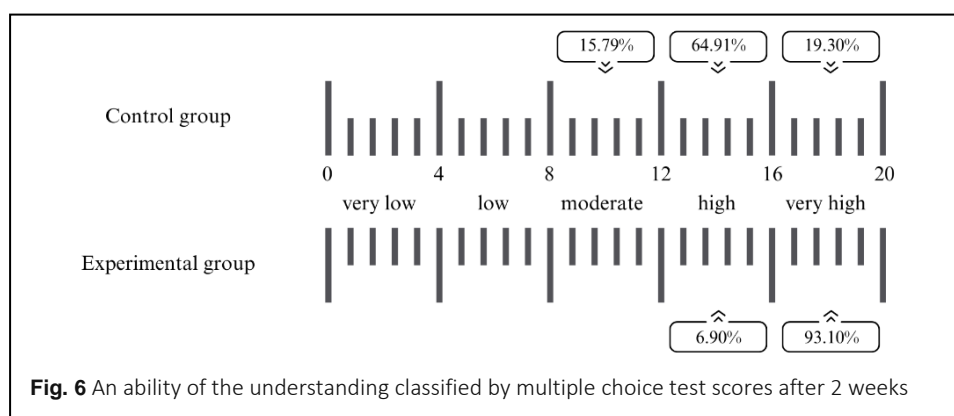 15.79% 64.91% 19.30%
Control group
0 4 8 12 16 20
very low low moderate high very high
Experimental group
6.90% 93.10%
Fig. 6 An ability of the understanding classified by multiple choice test scores after 2 weeks